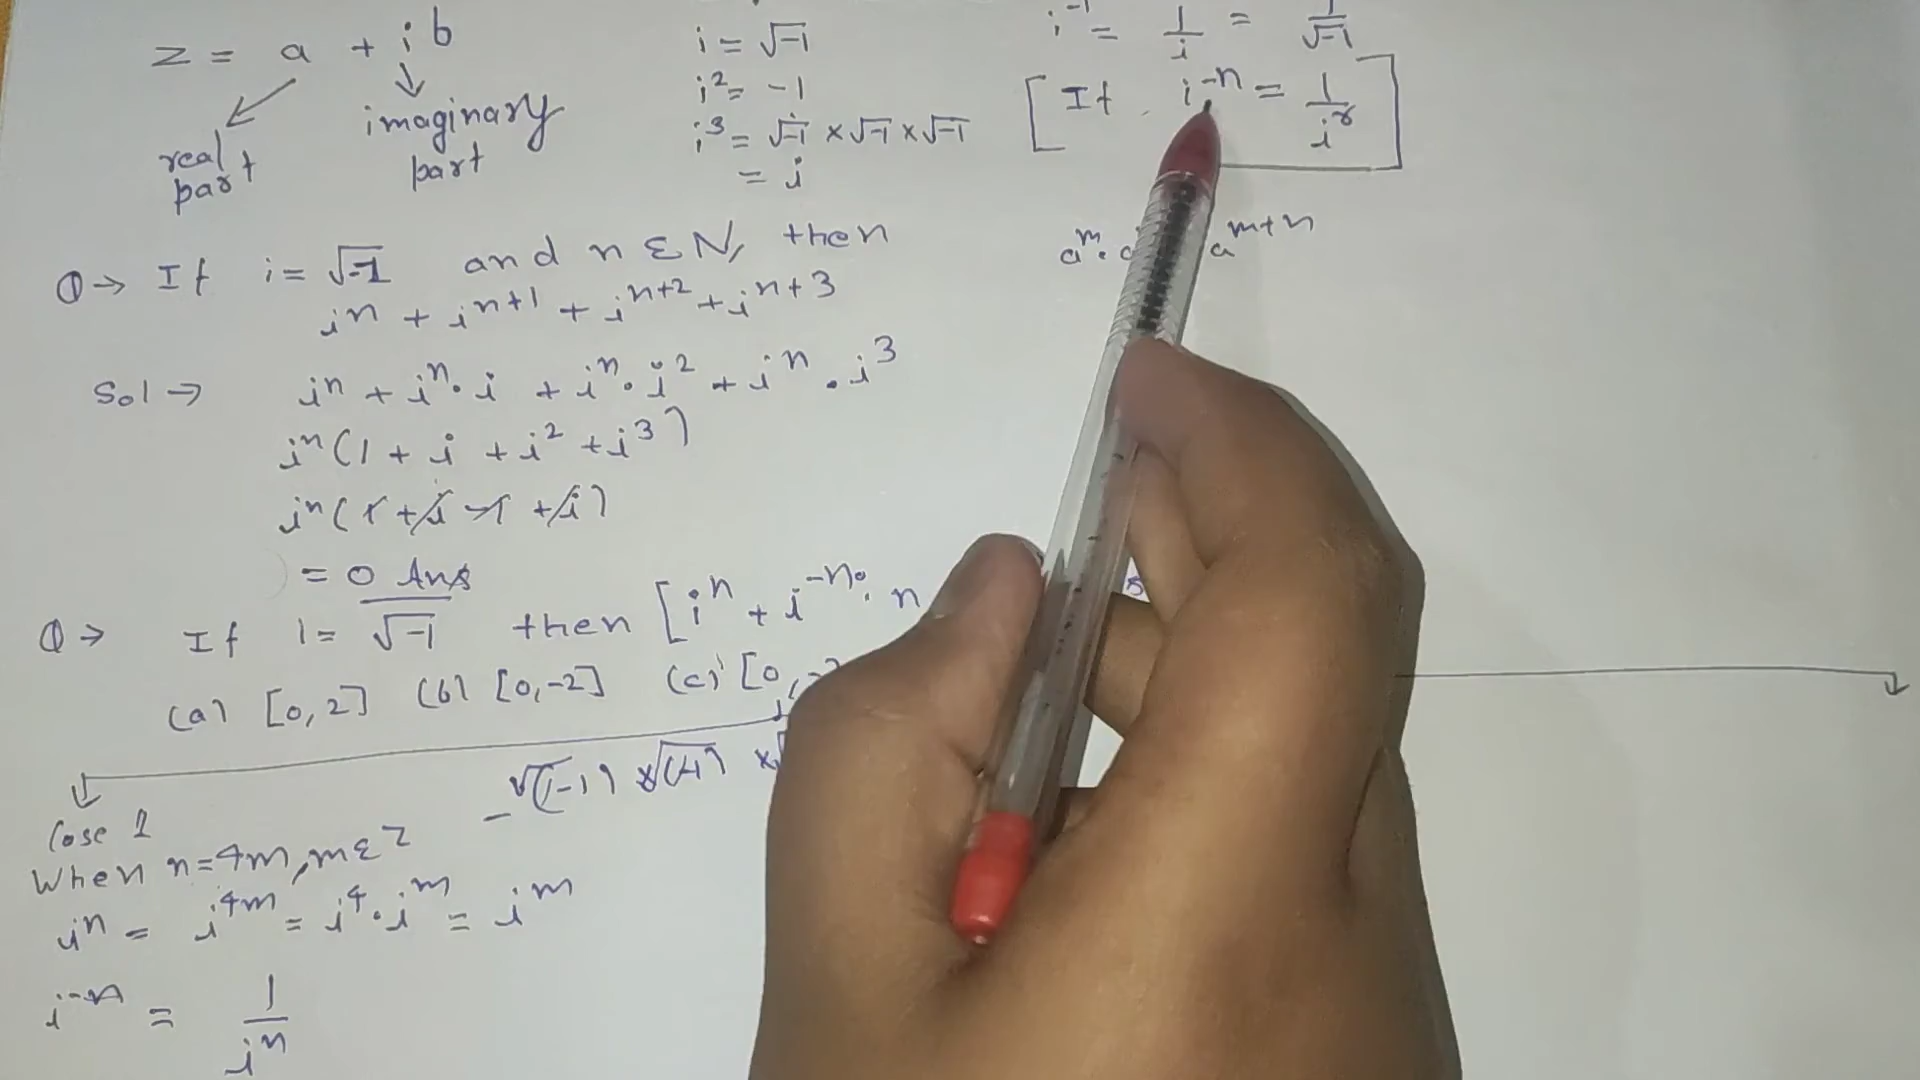 z = a + ib
real part
imaginary part
i = √-1
i² = -1
i³ = √-1 × √-1 × √-1
= i
i⁻¹ = 1/i = 1/√-1
[If i⁻ⁿ = 1/iʳ]
aᵐ. aᵐ⁺ⁿ
Q → If i = √-1 and n ε N, then
iⁿ + iⁿ⁺¹ + iⁿ⁺² + iⁿ⁺³
Sol → iⁿ + iⁿ.i + iⁿ.i² + iⁿ.i³
iⁿ(1 + i + i² + i³)
iⁿ(1 + i - 1 + i)
= 0 Ans
Q → If i = √-1 then [iⁿ + i⁻ⁿ: n
(a) [0, 2] (b) [0, -2] (c) [0, -2
-√(-1) × √(-1) ×
Case 1
When n = 4m, m ε z
iⁿ = i⁴ᵐ = i⁴.iᵐ = iᵐ
i⁻ⁿ = 1/iⁿ